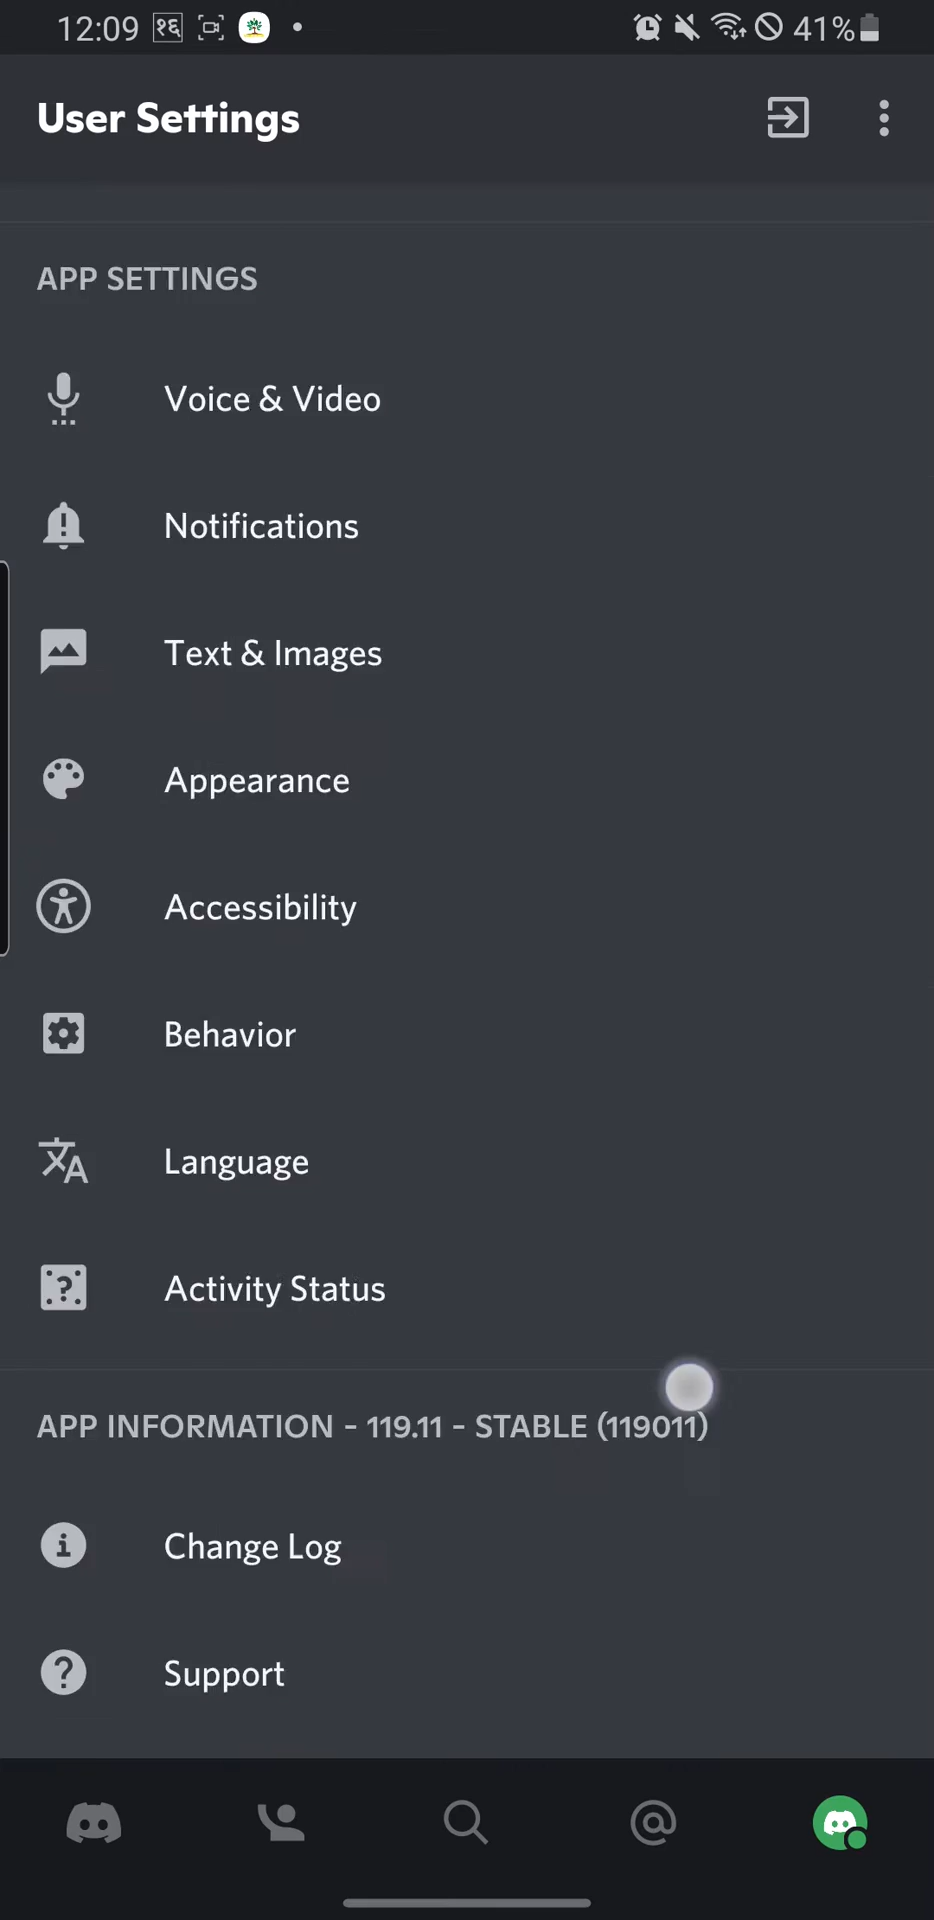 12:09 १६ 41%
User Settings
APP SETTINGS
Voice & Video
Notifications
Text & Images
Appearance
Accessibility
Behavior
Language
Activity Status
APP INFORMATION - 119.11 - STABLE (119011)
Change Log
Support